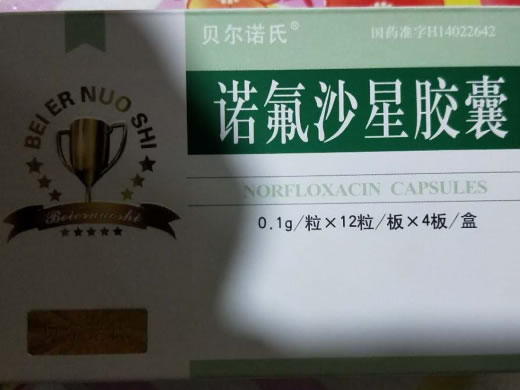 贝尔诺氏®
国药准字H14022642
诺氟沙星胶囊
NORFLOXACIN CAPSULES
0.1g/粒×12粒/板×4板/盒
BEI ER NUO SHI
Beiernuoshi